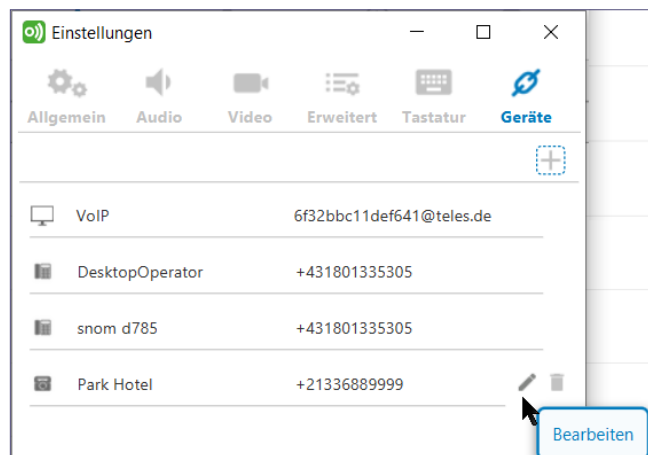 Einstellungen
Allgemein Audio Video Erweitert Tastatur Geräte
VoIP 6f32bbc11def641@teles.de
DesktopOperator +431801335305
snom d785 +431801335305
Park Hotel +21336889999
Bearbeiten